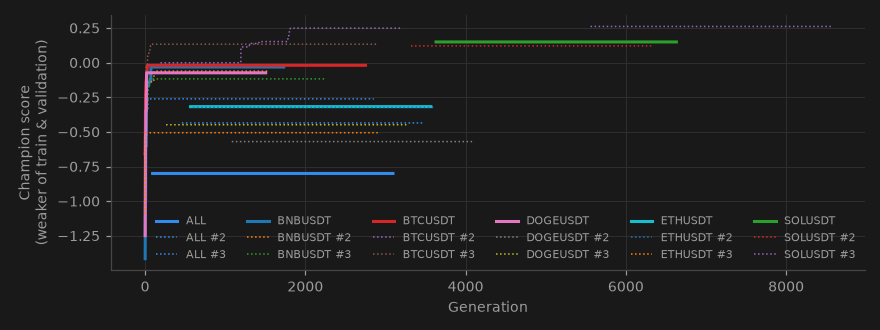 Champion score
(weaker of train & validation)
0.25
0.00
−0.25
−0.50
−0.75
−1.00
−1.25
ALL BNBUSDT BTCUSDT DOGEUSDT ETHUSDT SOLUSDT
ALL #2 BNBUSDT #2 BTCUSDT #2 DOGEUSDT #2 ETHUSDT #2 SOLUSDT #2
ALL #3 BNBUSDT #3 BTCUSDT #3 DOGEUSDT #3 ETHUSDT #3 SOLUSDT #3
0 2000 4000 6000 8000
Generation